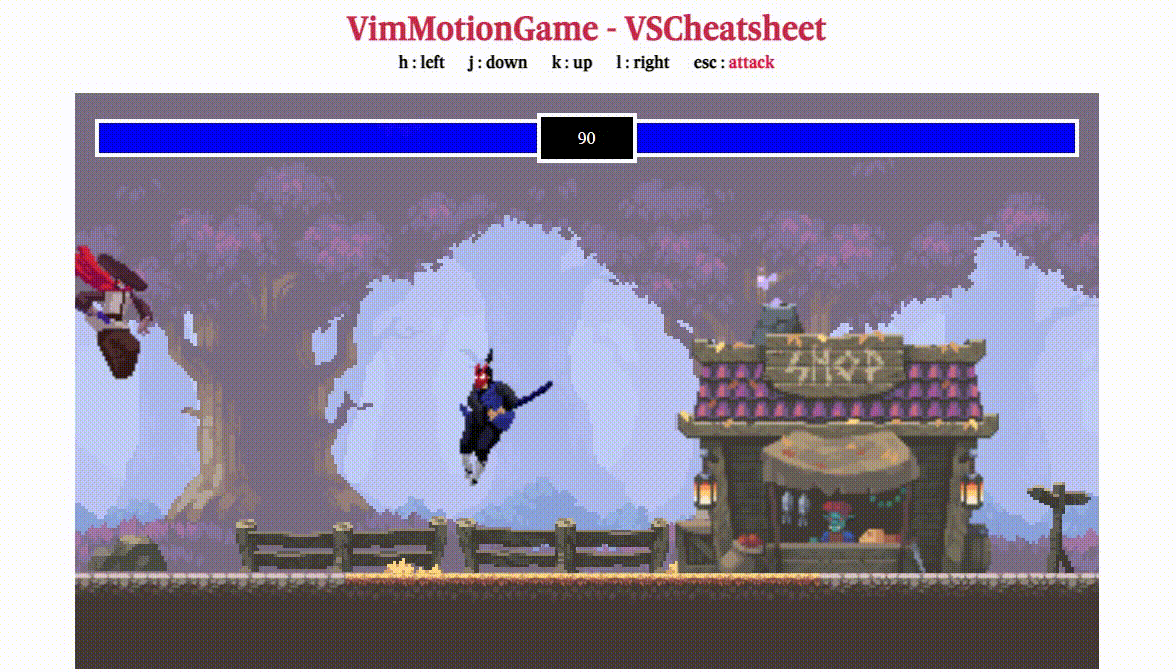 VimMotionGame - VSCheatsheet
h : left j : down k : up l : right esc : attack
90
SHOP